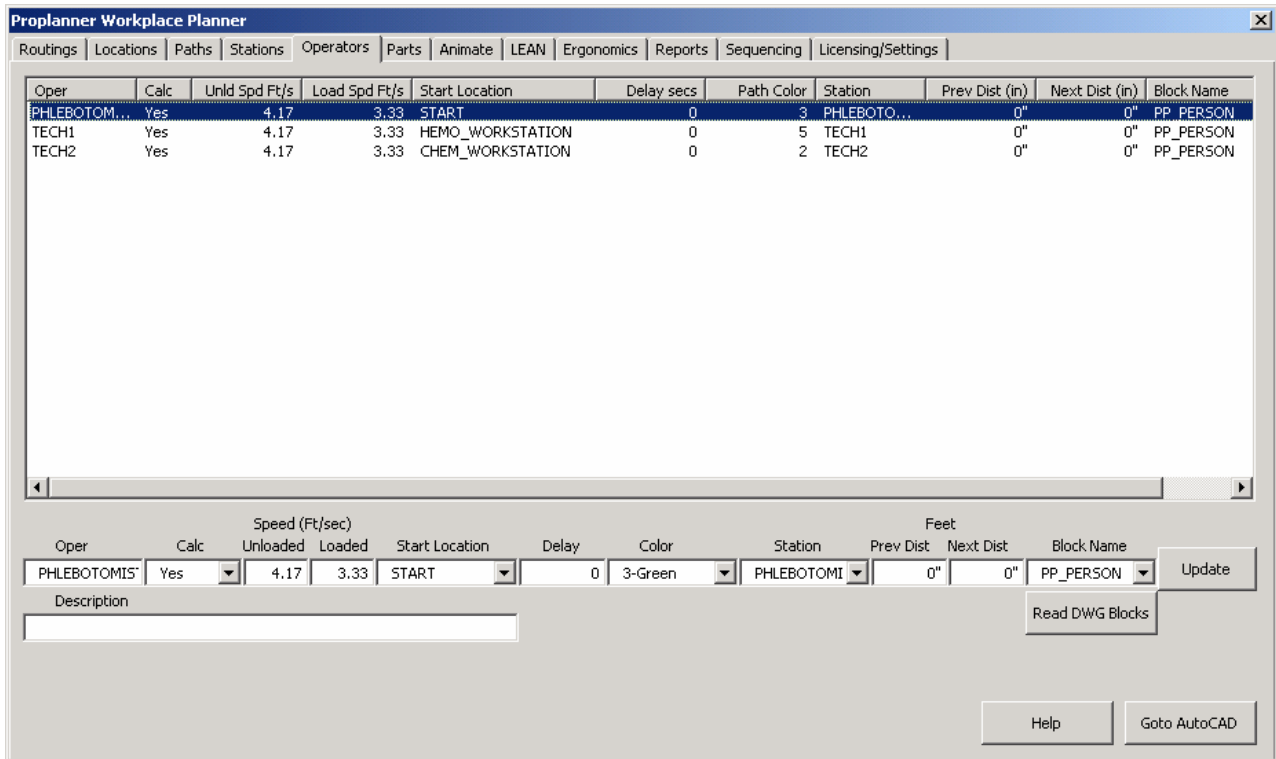 Proplanner Workplace Planner
Routings Locations Paths Stations Operators Parts Animate LEAN Ergonomics Reports Sequencing Licensing/Settings
Oper Calc Unld Spd Ft/s Load Spd Ft/s Start Location Delay secs Path Color Station Prev Dist (in) Next Dist (in) Block Name
PHLEBOTOM... Yes 4.17 3.33 START 0 3 PHLEBOTO... 0" 0" PP_PERSON
TECH1 Yes 4.17 3.33 HEMO_WORKSTATION 0 5 TECH1 0" 0" PP_PERSON
TECH2 Yes 4.17 3.33 CHEM_WORKSTATION 0 2 TECH2 0" 0" PP_PERSON
Speed (Ft/sec) Feet
Oper Calc Unloaded Loaded Start Location Delay Color Station Prev Dist Next Dist Block Name
PHLEBOTOMIST Yes 4.17 3.33 START 0 3-Green PHLEBOTOMI 0" 0" PP_PERSON Update
Description
Read DWG Blocks
Help Goto AutoCAD